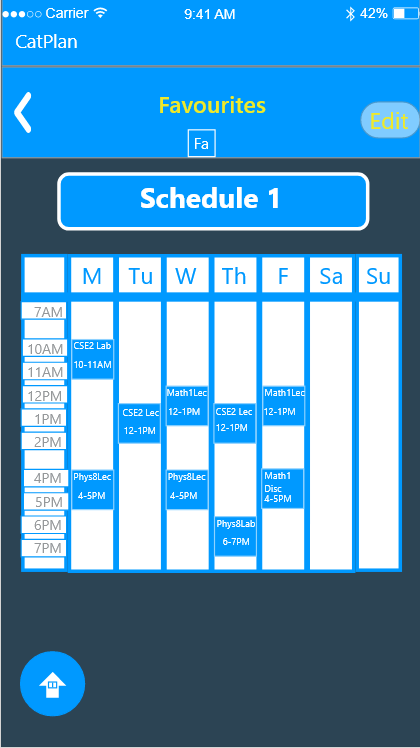 Carrier 9:41 AM 42%
CatPlan
Favourites
Edit
Fa
Schedule 1
M Tu W Th F Sa Su
7AM
10AM
CSE2 Lab
10-11AM
11AM
12PM
Math1Lec
12-1PM
Math1Lec
12-1PM
1PM
CSE2 Lec
12-1PM
CSE2 Lec
12-1PM
2PM
4PM
Phys8Lec
4-5PM
Phys8Lec
4-5PM
Math1
Disc
4-5PM
5PM
6PM
Phys8Lab
6-7PM
7PM